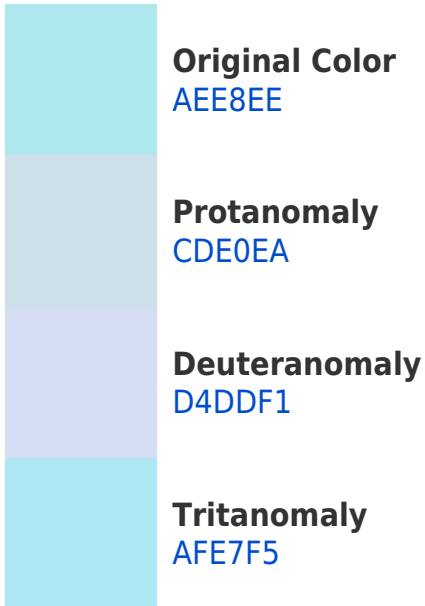 Original Color
AEE8EE
Protanomaly
CDE0EA
Deuteranomaly
D4DDF1
Tritanomaly
AFE7F5